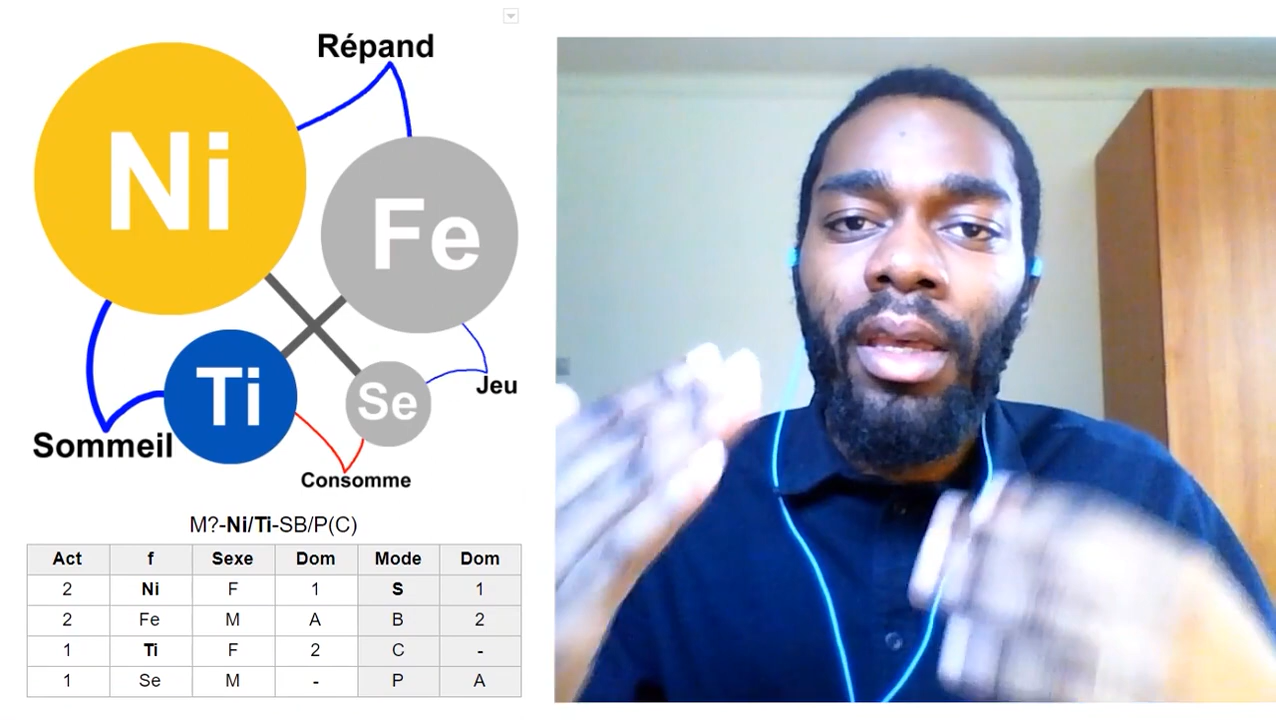 Répand
Ni
Fe
Ti
Se
Jeu
Sommeil
Consomme
M?-Ni/Ti-SB/P(C)
Act f Sexe Dom Mode Dom
2 Ni F 1 S 1
2 Fe M A B 2
1 Ti F 2 C -
1 Se M - P A